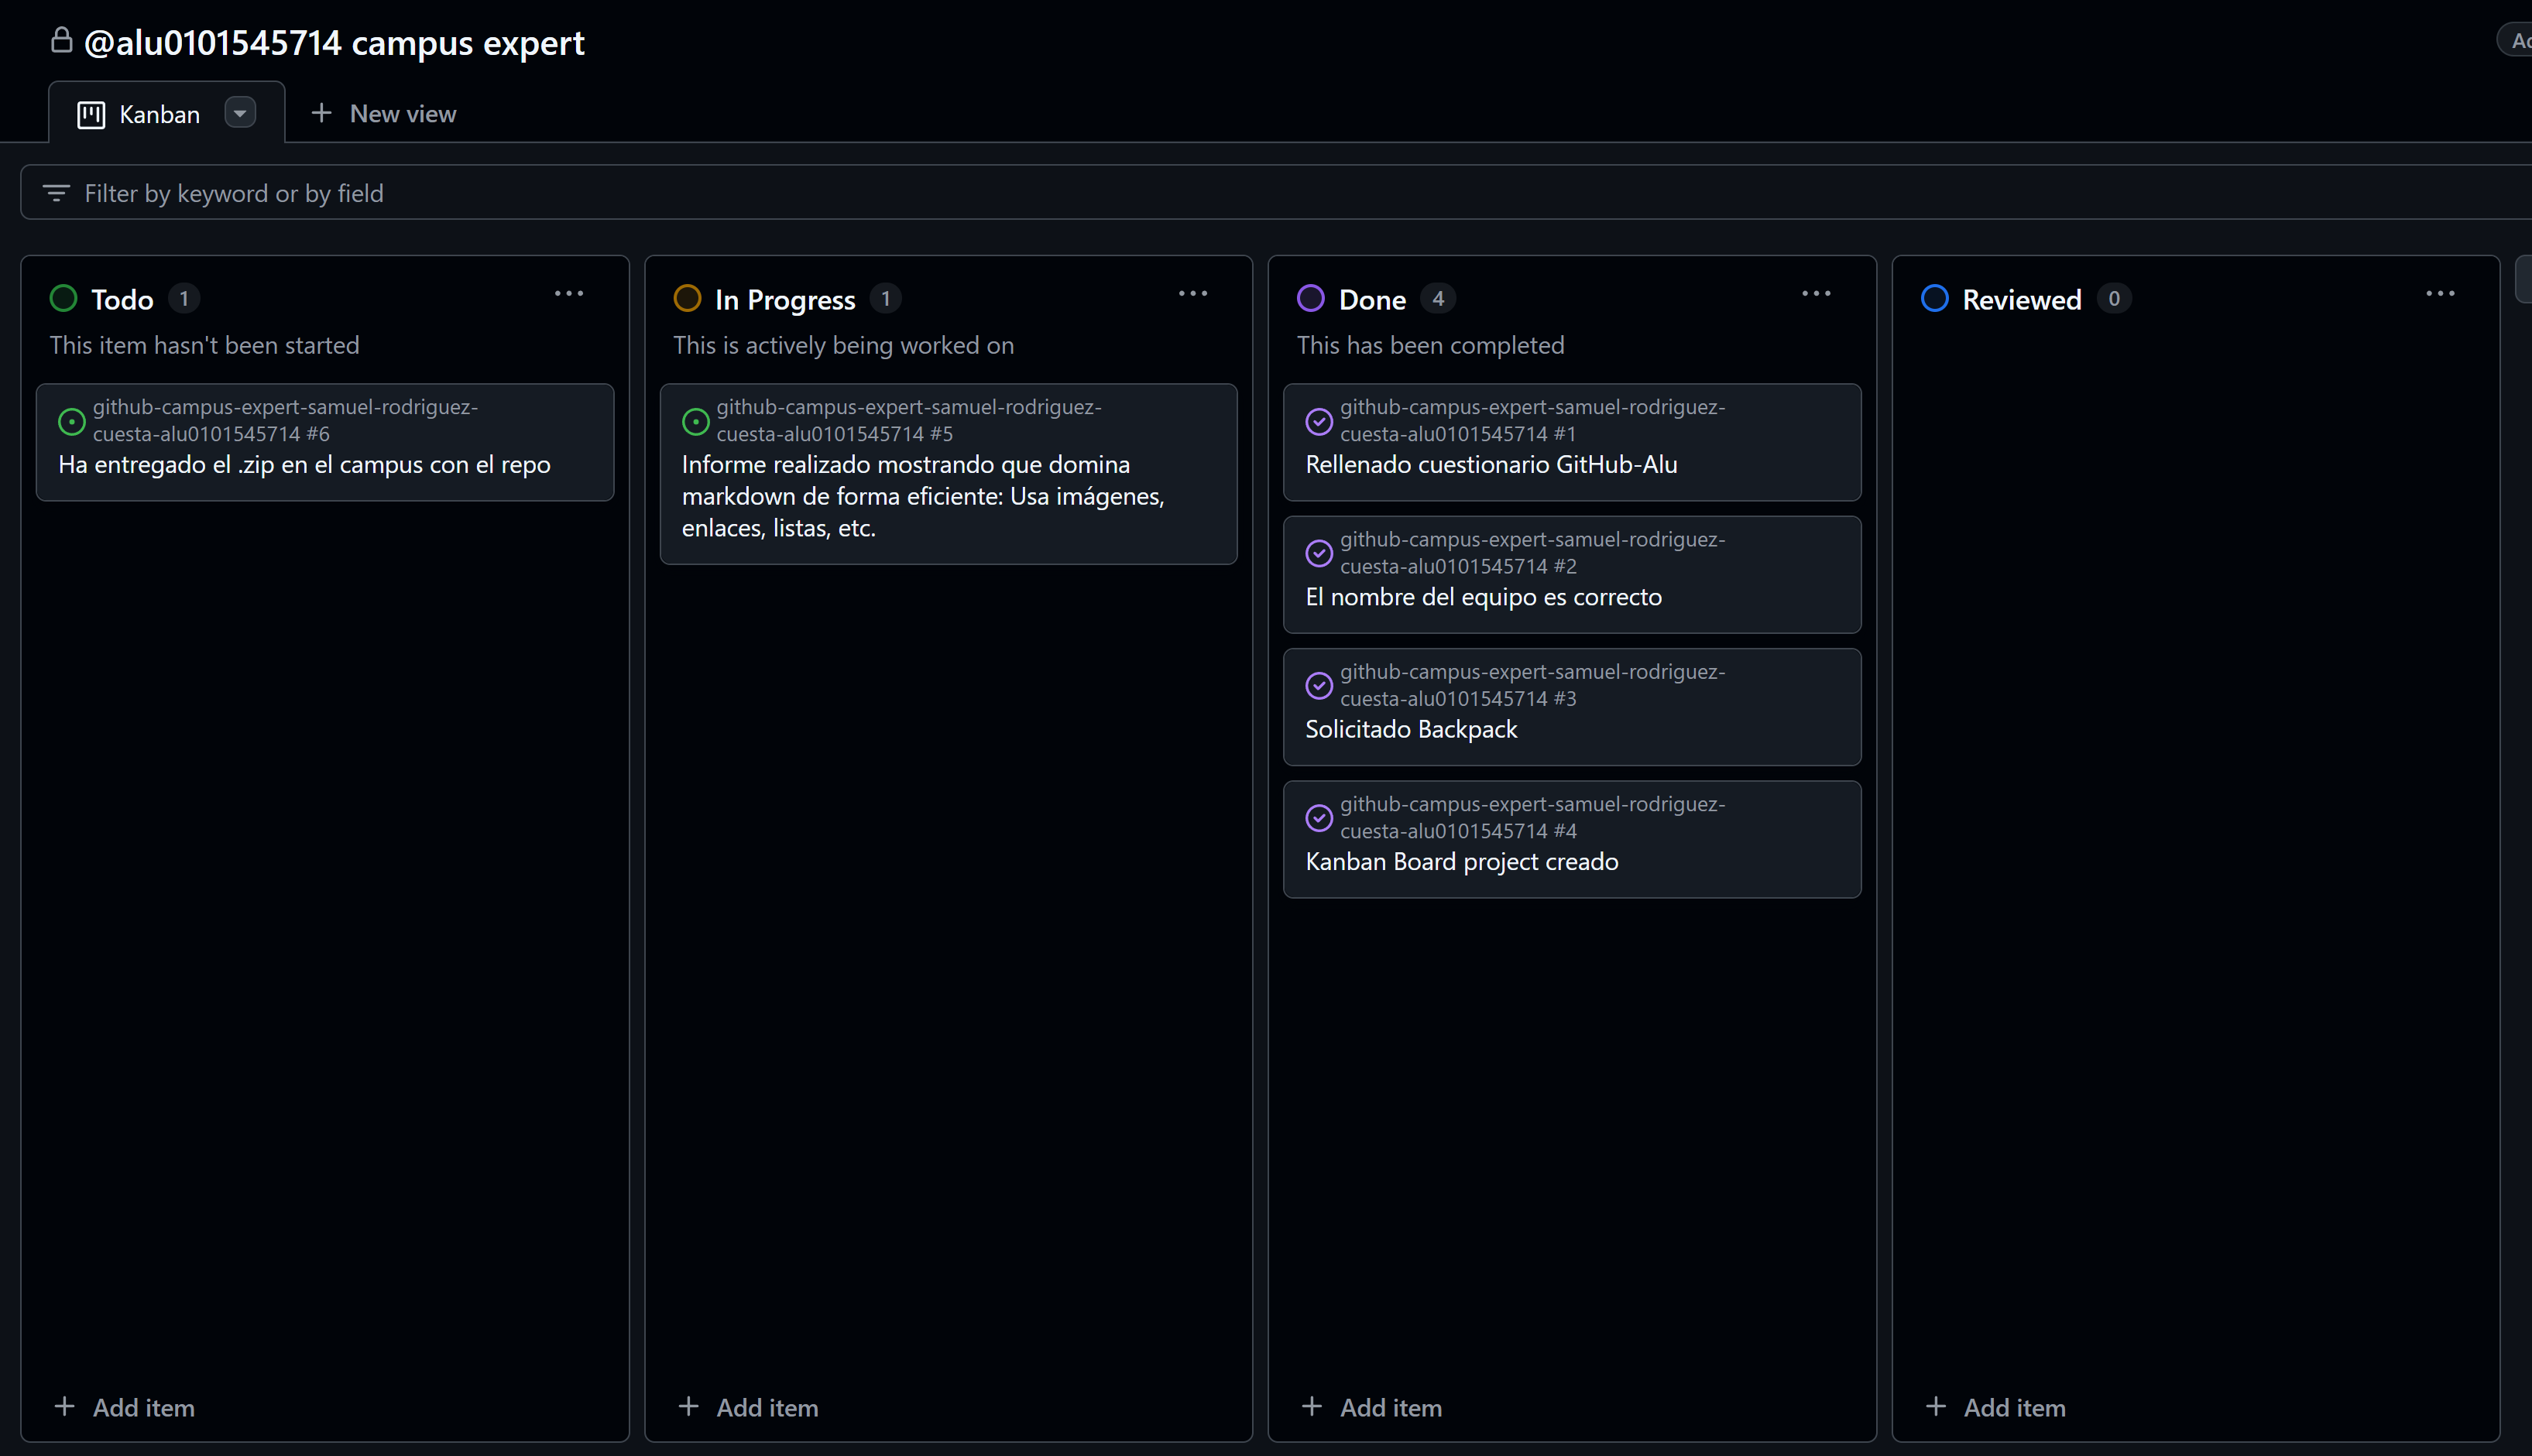 @alu0101545714 campus expert
Kanban
New view
Filter by keyword or by field
Todo 1
This item hasn't been started
github-campus-expert-samuel-rodriguez-
cuesta-alu0101545714 #6
Ha entregado el .zip en el campus con el repo
Add item
In Progress 1
This is actively being worked on
github-campus-expert-samuel-rodriguez-
cuesta-alu0101545714 #5
Informe realizado mostrando que domina
markdown de forma eficiente: Usa imágenes,
enlaces, listas, etc.
Add item
Done 4
This has been completed
github-campus-expert-samuel-rodriguez-
cuesta-alu0101545714 #1
Rellenado cuestionario GitHub-Alu
github-campus-expert-samuel-rodriguez-
cuesta-alu0101545714 #2
El nombre del equipo es correcto
github-campus-expert-samuel-rodriguez-
cuesta-alu0101545714 #3
Solicitado Backpack
github-campus-expert-samuel-rodriguez-
cuesta-alu0101545714 #4
Kanban Board project creado
Add item
Reviewed 0
Add item